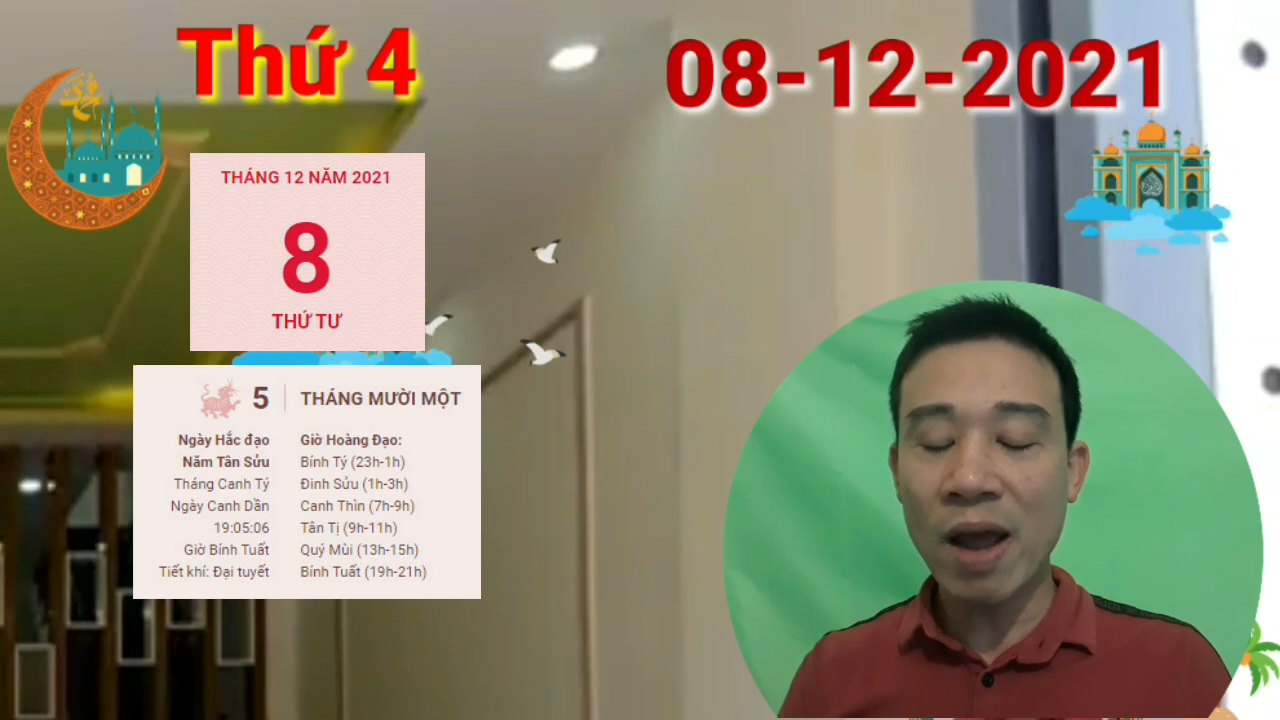 Thứ 4
08-12-2021
THÁNG 12 NĂM 2021
8
THỨ TƯ
5 THÁNG MƯỜI MỘT
Ngày Hắc đạo
Năm Tân Sửu
Tháng Canh Tý
Ngày Canh Dần
19:05:06
Giờ Bính Tuất
Tiết khí: Đại tuyết
Giờ Hoàng Đạo:
Bính Tý (23h-1h)
Đinh Sửu (1h-3h)
Canh Thìn (7h-9h)
Tân Tị (9h-11h)
Quý Mùi (13h-15h)
Bính Tuất (19h-21h)